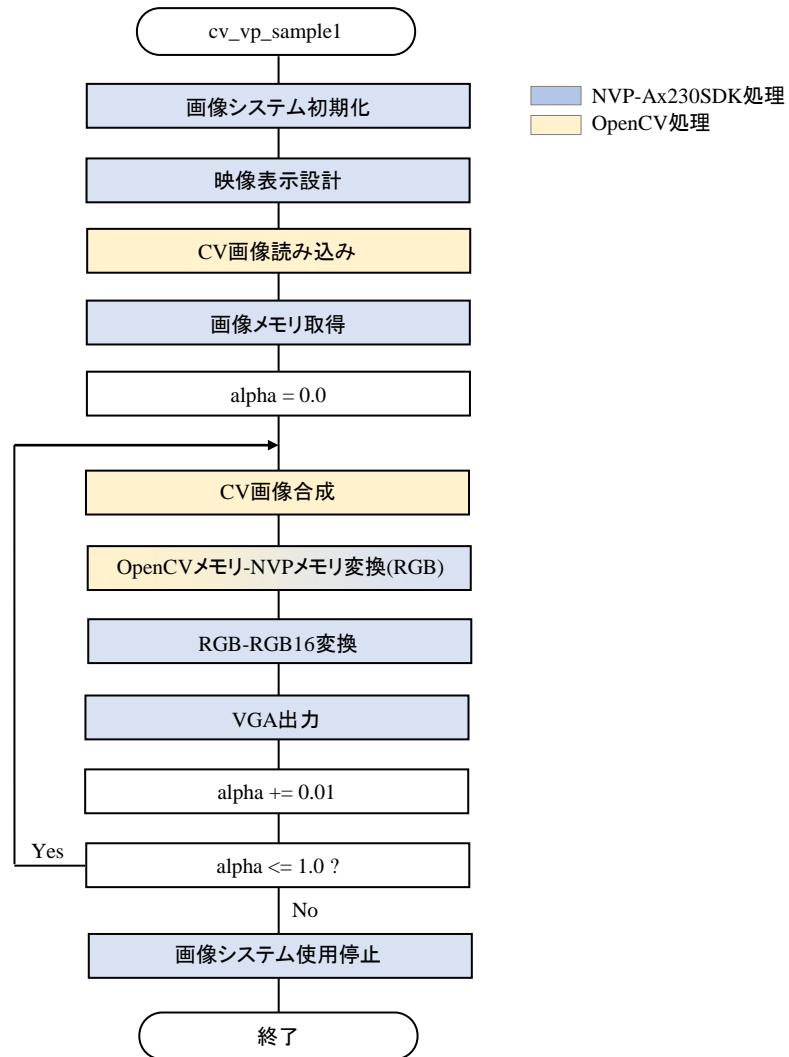 cv_vp_sample1
画像システム初期化
NVP-Ax230SDK処理
OpenCV処理
映像表示設計
CV画像読み込み
画像メモリ取得
alpha = 0.0
CV画像合成
OpenCVメモリ-NVPメモリ変換(RGB)
RGB-RGB16変換
VGA出力
alpha += 0.01
Yes
alpha <= 1.0 ?
No
画像システム使用停止
終了